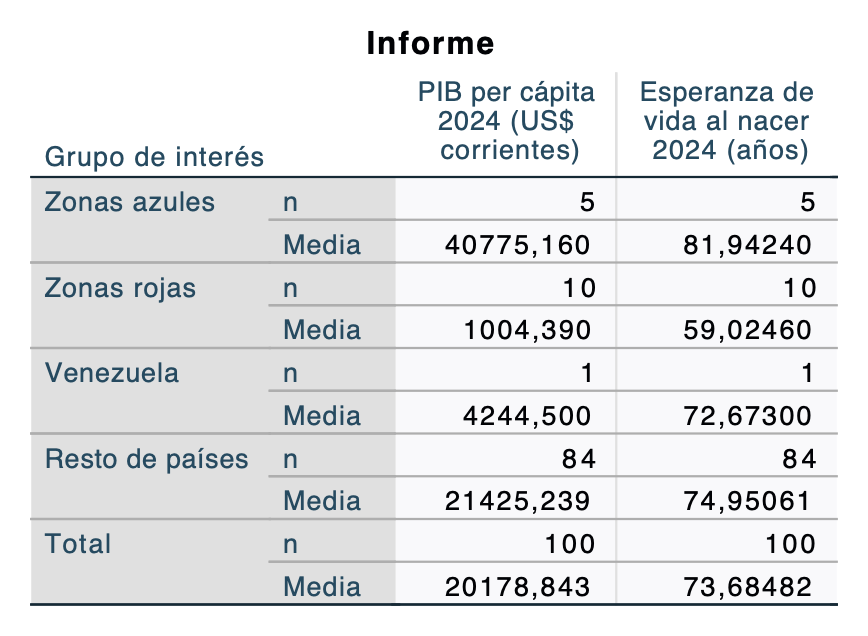 Informe
Grupo de interés PIB per cápita 2024 (US$ corrientes) Esperanza de vida al nacer 2024 (años)
Zonas azules n 5 5
Media 40775,160 81,94240
Zonas rojas n 10 10
Media 1004,390 59,02460
Venezuela n 1 1
Media 4244,500 72,67300
Resto de países n 84 84
Media 21425,239 74,95061
Total n 100 100
Media 20178,843 73,68482